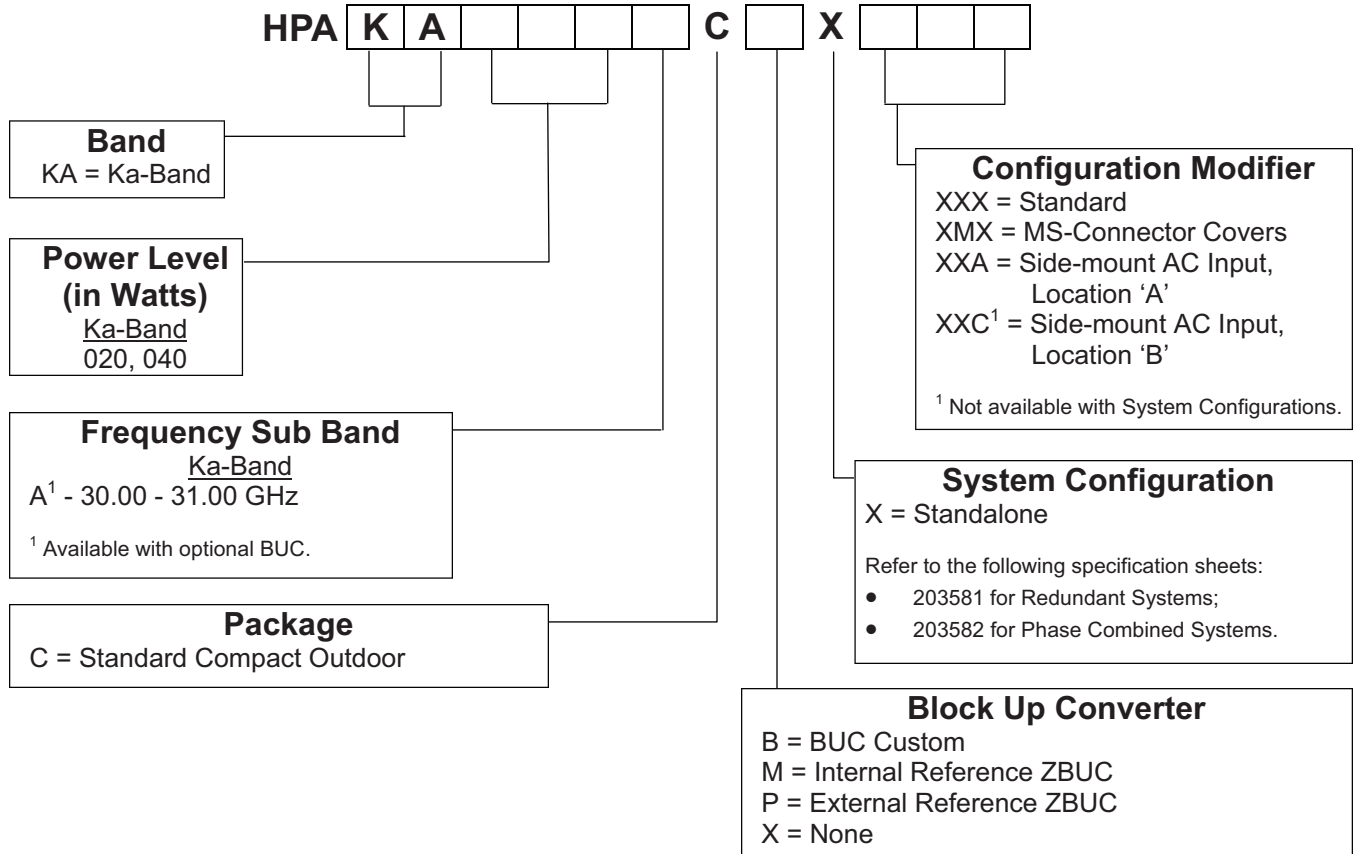 HPA K A C X
Band
KA = Ka-Band
Power Level
(in Watts)
Ka-Band
020, 040
Frequency Sub Band
Ka-Band
A¹ - 30.00 - 31.00 GHz
¹ Available with optional BUC.
Package
C = Standard Compact Outdoor
Configuration Modifier
XXX = Standard
XMX = MS-Connector Covers
XXA = Side-mount AC Input,
Location ‘A’
XXC¹ = Side-mount AC Input,
Location ‘B’
¹ Not available with System Configurations.
System Configuration
X = Standalone
Refer to the following specification sheets:
• 203581 for Redundant Systems;
• 203582 for Phase Combined Systems.
Block Up Converter
B = BUC Custom
M = Internal Reference ZBUC
P = External Reference ZBUC
X = None